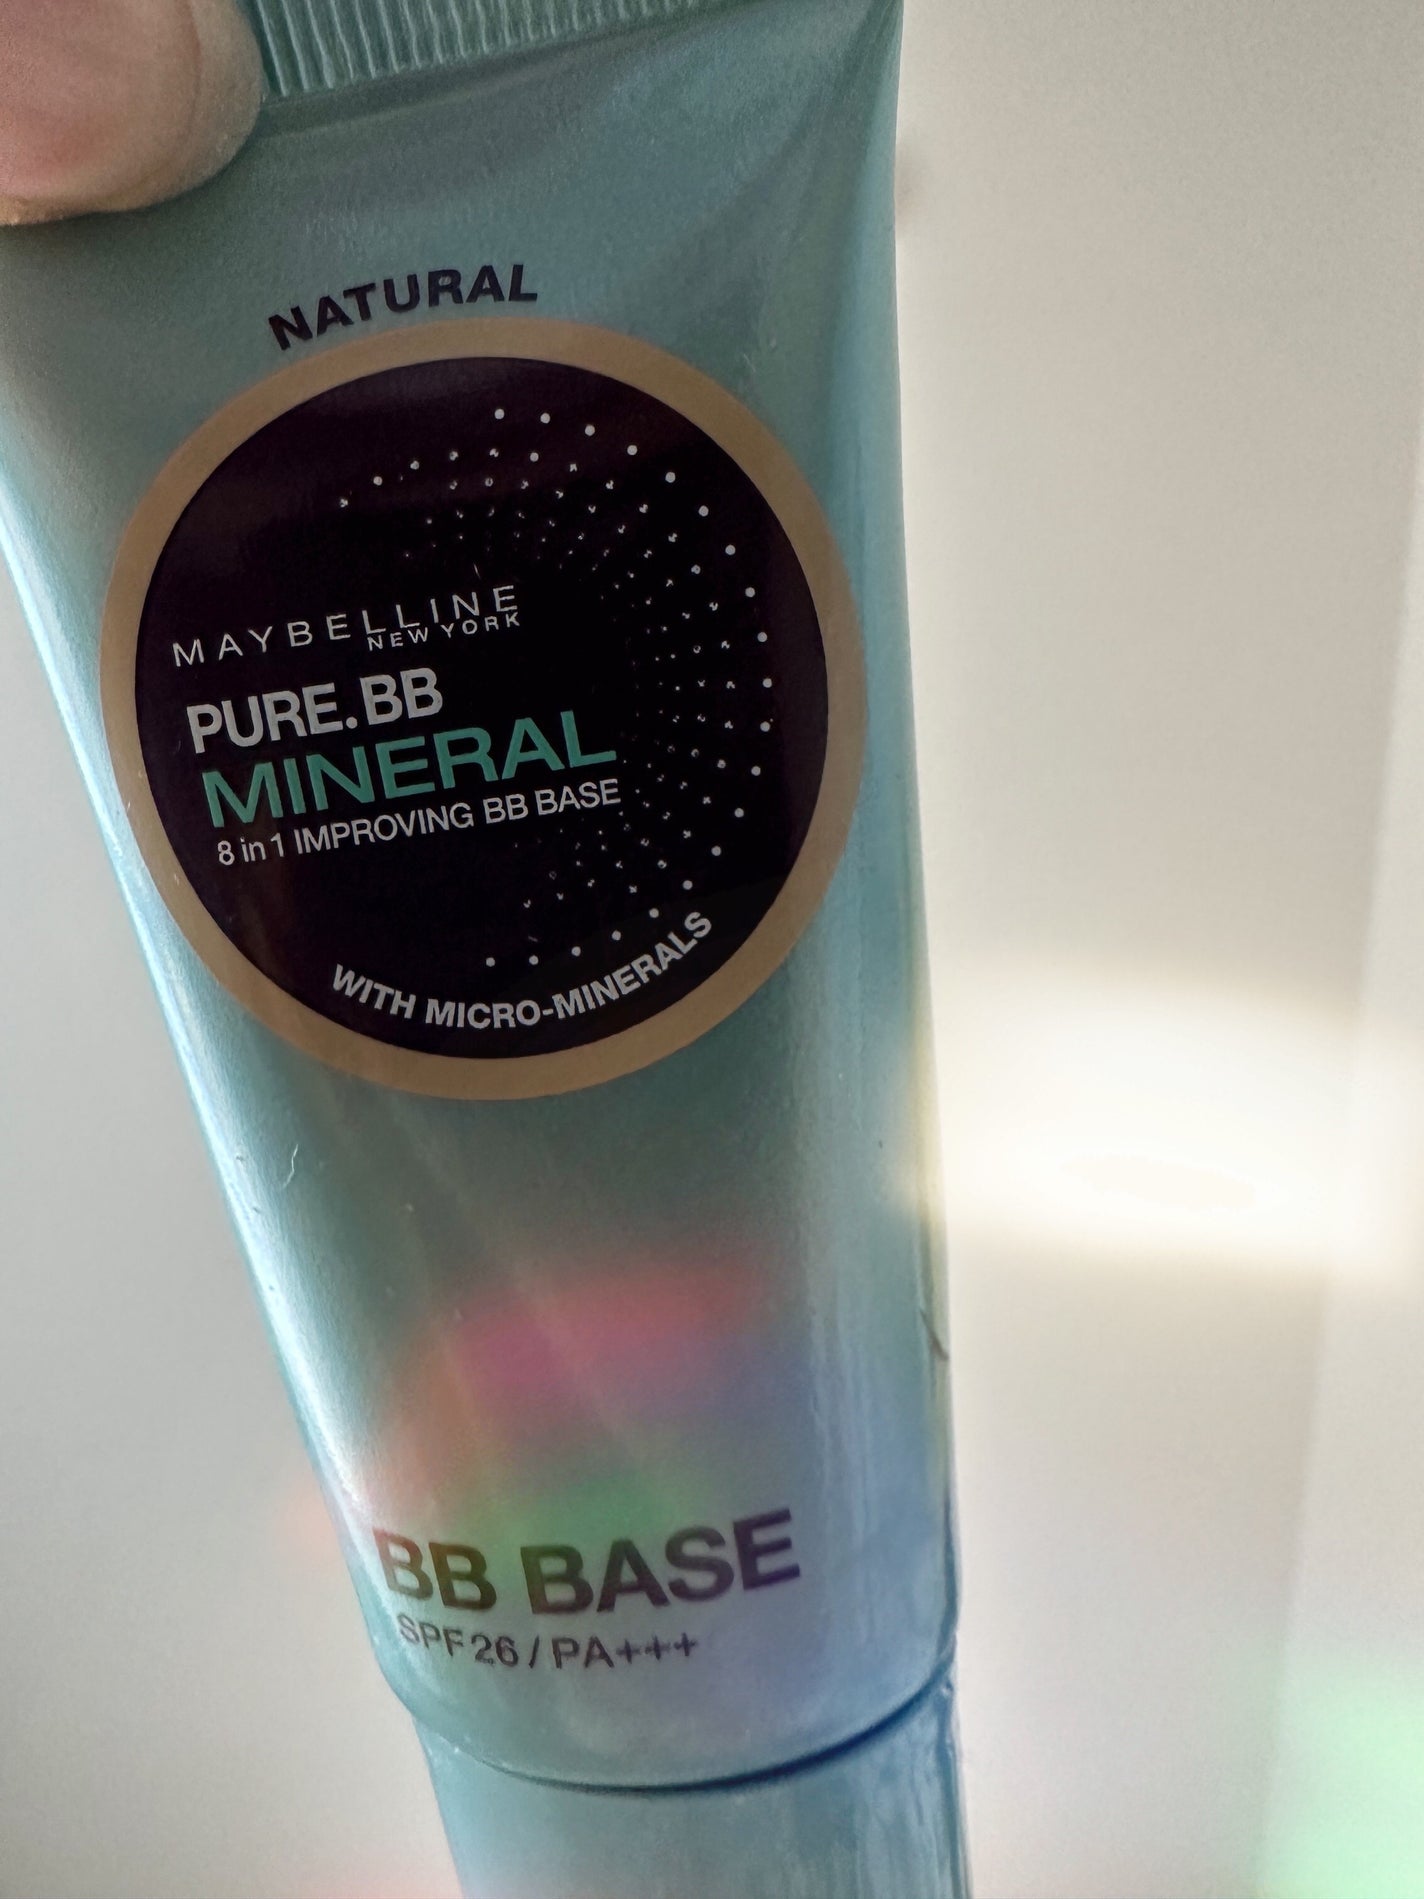 NATURAL
MAYBELLINE
NEW YORK
PURE.BB
MINERAL
8 in 1 IMPROVING BB BASE
WITH MICRO-MINERALS
BB BASE
SPF 26 / PA+++